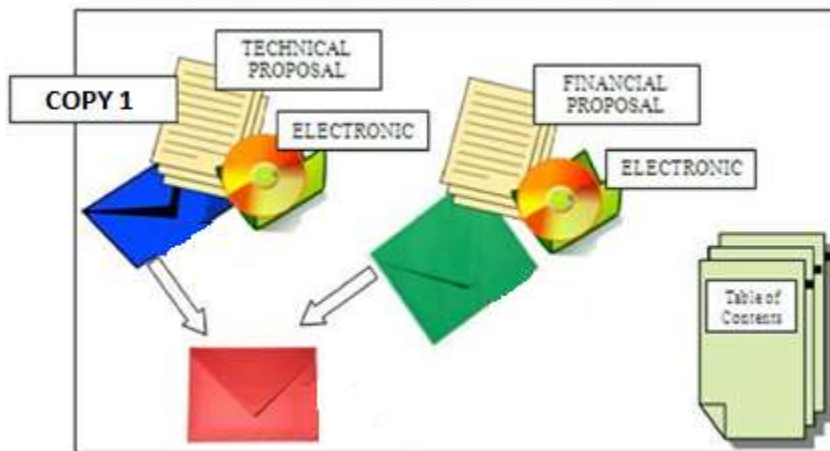 TECHNICAL
PROPOSAL
COPY 1
ELECTRONIC
FINANCIAL
PROPOSAL
ELECTRONIC
Table of
Contents